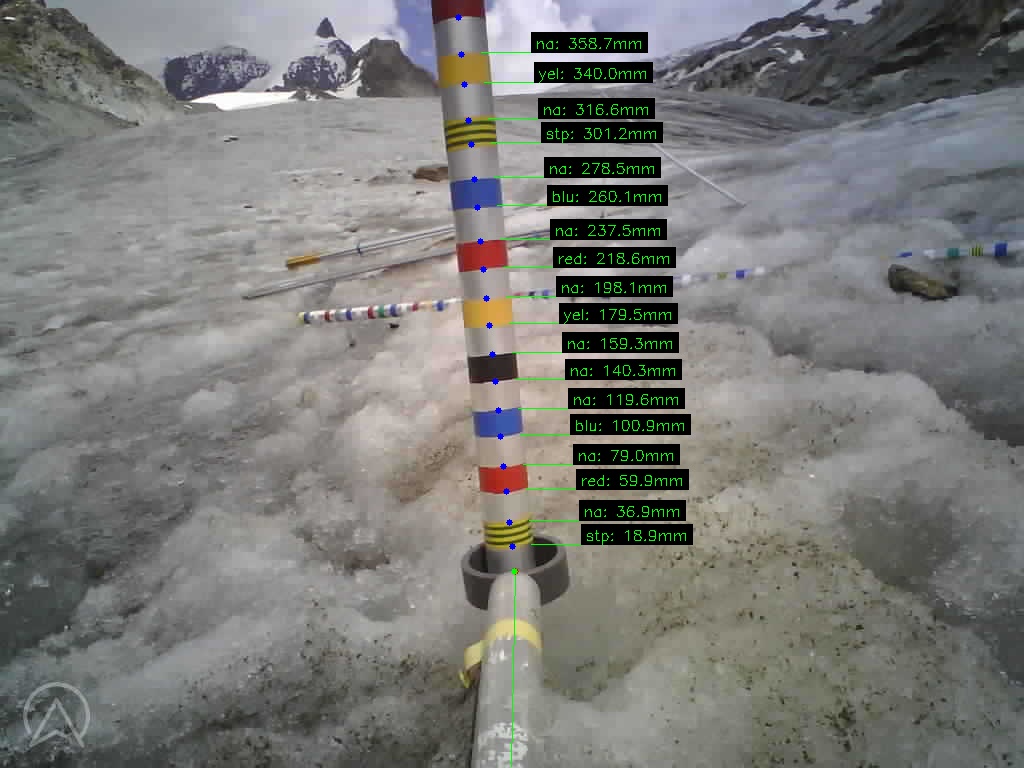 na: 358.7mm
yel: 340.0mm
na: 316.6mm
stp: 301.2mm
na: 278.5mm
blu: 260.1mm
na: 237.5mm
red: 218.6mm
na: 198.1mm
yel: 179.5mm
na: 159.3mm
na: 140.3mm
na: 119.6mm
blu: 100.9mm
na: 79.0mm
red: 59.9mm
na: 36.9mm
stp: 18.9mm